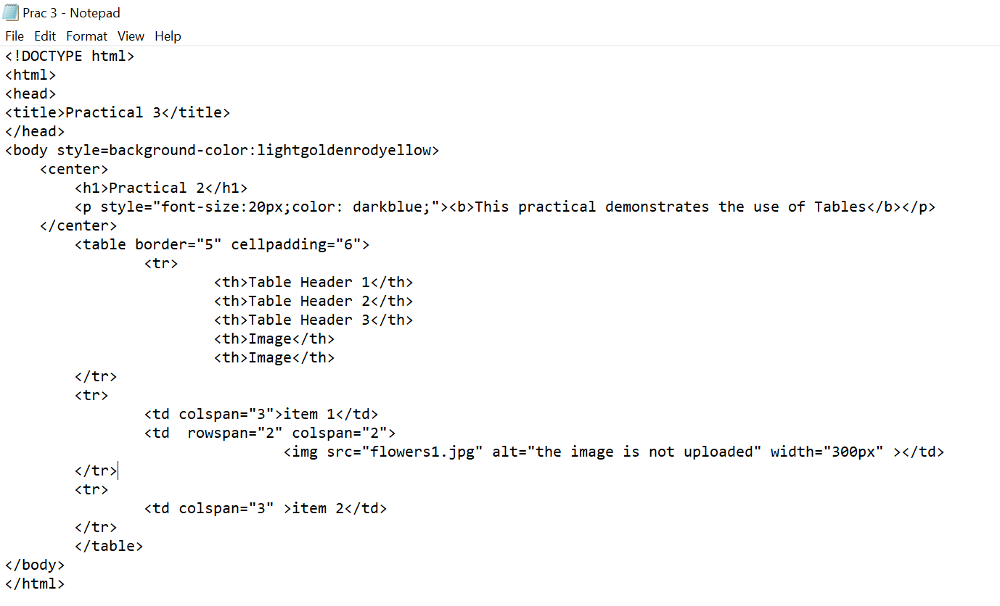 Prac 3 - Notepad
File Edit Format View Help
<!DOCTYPE html>
<html>
<head>
<title>Practical 3</title>
</head>
<body style=background-color:lightgoldenrodyellow>
    <center>
        <h1>Practical 2</h1>
        <p style="font-size:20px;color: darkblue;"><b>This practical demonstrates the use of Tables</b></p>
    </center>
        <table border="5" cellpadding="6">
                <tr>
                        <th>Table Header 1</th>
                        <th>Table Header 2</th>
                        <th>Table Header 3</th>
                        <th>Image</th>
                        <th>Image</th>
        </tr>
        <tr>
                <td colspan="3">item 1</td>
                <td  rowspan="2" colspan="2">
                                <img src="flowers1.jpg" alt="the image is not uploaded" width="300px" ></td>
        </tr>
        <tr>
                <td colspan="3" >item 2</td>
        </tr>
        </table>
</body>
</html>